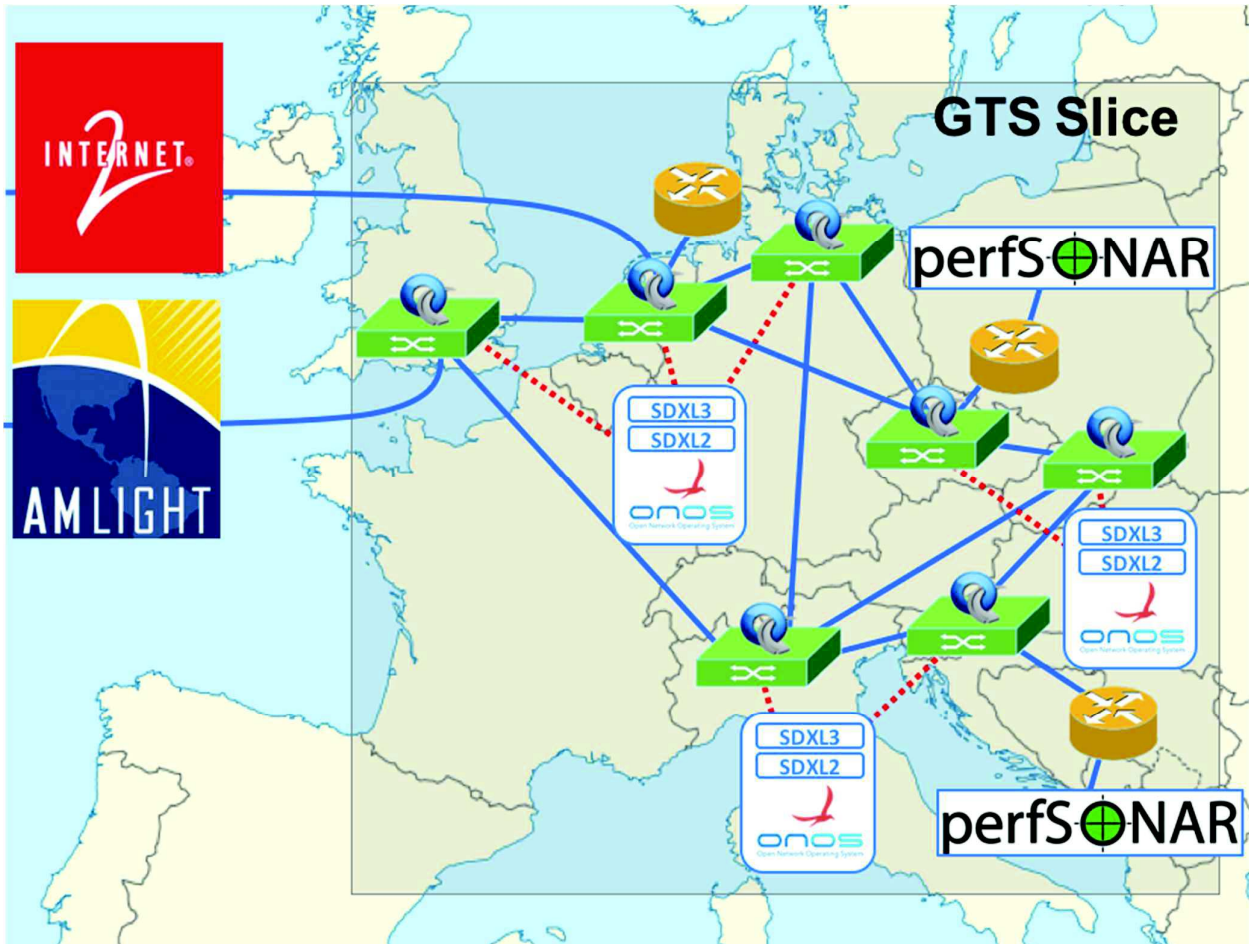 GTS Slice
INTERNET®
2
perfSONAR
AMLIGHT
SDXL3
SDXL2
onos
Open Network Operating System
SDXL3
SDXL2
onos
Open Network Operating System
SDXL3
SDXL2
onos
Open Network Operating System
perfSONAR